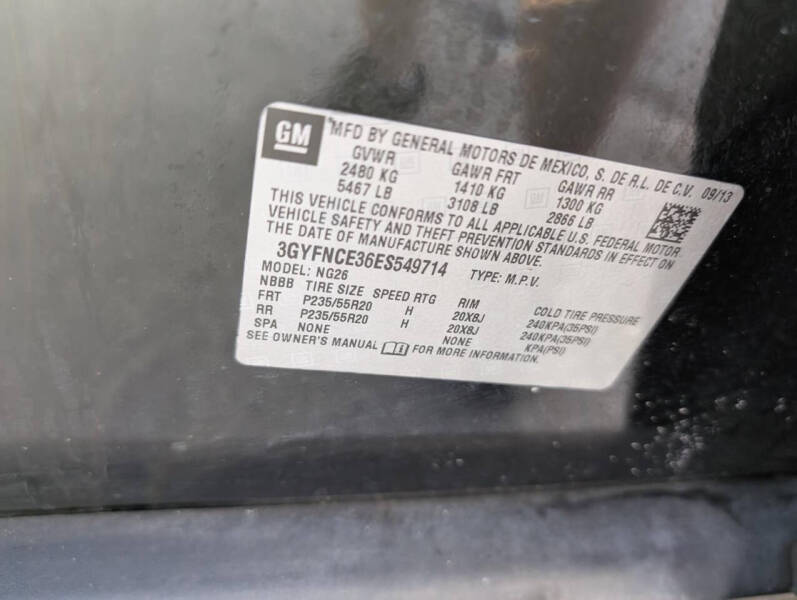 GM
MFD BY GENERAL MOTORS DE MEXICO, S. DE R.L. DE C.V. 09/13
GVWR GAWR FRT GAWR RR
2480 KG 1410 KG 1300 KG
5467 LB 3108 LB 2866 LB
THIS VEHICLE CONFORMS TO ALL APPLICABLE U.S. FEDERAL MOTOR
VEHICLE SAFETY AND THEFT PREVENTION STANDARDS IN EFFECT ON
THE DATE OF MANUFACTURE SHOWN ABOVE.
3GYFNCE36ES549714 TYPE: M.P.V.
MODEL: NG26
NBBB TIRE SIZE SPEED RTG RIM COLD TIRE PRESSURE
FRT P235/55R20 H 20X8J 240KPA(35PSI)
RR P235/55R20 H 20X8J 240KPA(35PSI)
SPA NONE NONE KPA(PSI)
SEE OWNER'S MANUAL FOR MORE INFORMATION.